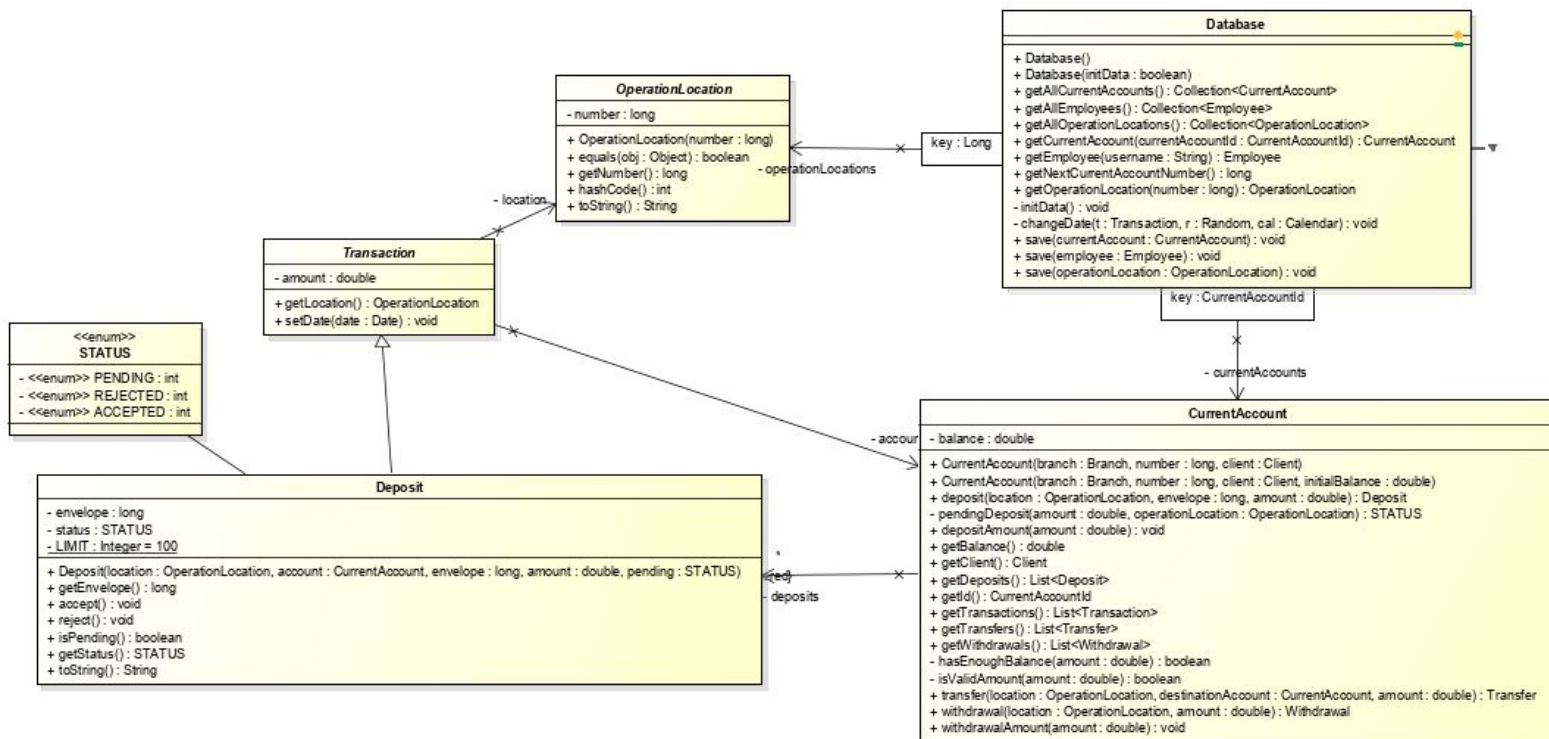 Database
+ Database()
+ Database(initData : boolean)
+ getAllCurrentAccounts() : Collection<CurrentAccount>
+ getAllEmployees() : Collection<Employee>
+ getAllOperationLocations() : Collection<OperationLocation>
+ getCurrentAccount(currentAccountId : CurrentAccountId) : CurrentAccount
+ getEmployee(username : String) : Employee
+ getNextCurrentAccountNumber() : long
+ getOperationLocation(number : long) : OperationLocation
- initData() : void
- changeDate(t : Transaction, r : Random, cal : Calendar) : void
+ save(currentAccount : CurrentAccount) : void
+ save(employee : Employee) : void
+ save(operationLocation : OperationLocation) : void
key : Long
key : CurrentAccountId
- operationLocations
OperationLocation
- number : long
+ OperationLocation(number : long)
+ equals(obj : Object) : boolean
+ getNumber() : long
+ hashCode() : int
+ toString() : String
- location
Transaction
- amount : double
+ getLocation() : OperationLocation
+ setDate(date : Date) : void
<<enum>>
STATUS
- <<enum>> PENDING : int
- <<enum>> REJECTED : int
- <<enum>> ACCEPTED : int
- currentAccounts
- accour
CurrentAccount
- balance : double
+ CurrentAccount(branch : Branch, number : long, client : Client)
+ CurrentAccount(branch : Branch, number : long, client : Client, initialBalance : double)
+ deposit(location : OperationLocation, envelope : long, amount : double) : Deposit
- pendingDeposit(amount : double, operationLocation : OperationLocation) : STATUS
+ depositAmount(amount : double) : void
+ getBalance() : double
+ getClient() : Client
+ getDeposits() : List<Deposit>
+ getId() : CurrentAccountId
+ getTransactions() : List<Transaction>
+ getTransfers() : List<Transfer>
+ getWithdrawals() : List<Withdrawal>
- hasEnoughBalance(amount : double) : boolean
- isValidAmount(amount : double) : boolean
+ transfer(location : OperationLocation, destinationAccount : CurrentAccount, amount : double) : Transfer
+ withdrawal(location : OperationLocation, amount : double) : Withdrawal
+ withdrawalAmount(amount : double) : void
Deposit
- envelope : long
- status : STATUS
- LIMIT : Integer = 100
+ Deposit(location : OperationLocation, account : CurrentAccount, envelope : long, amount : double, pending : STATUS)
+ getEnvelope() : long
+ accept() : void
+ reject() : void
+ isPending() : boolean
+ getStatus() : STATUS
+ toString() : String
*
- deposits